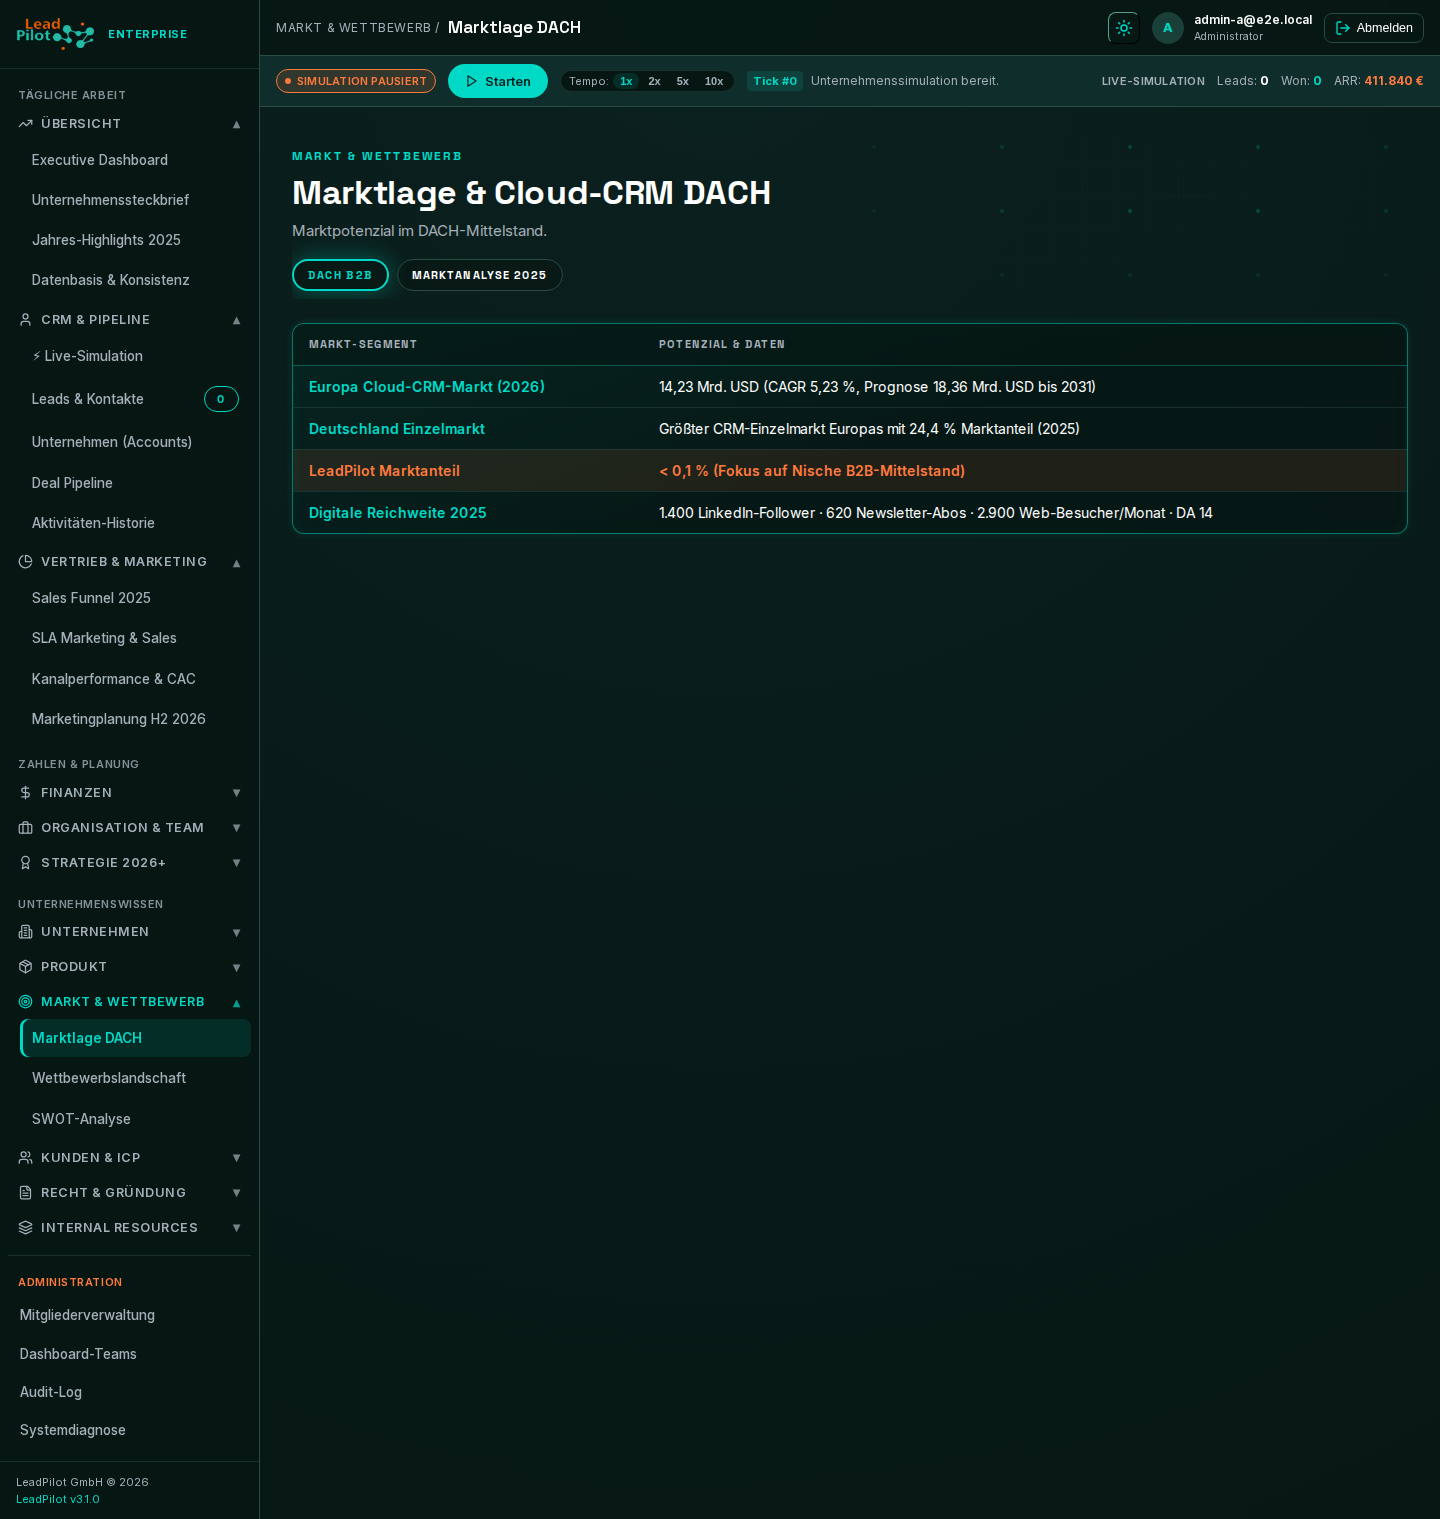 Lead
Pilot
ENTERPRISE
MARKT & WETTBEWERB / Marktlage DACH
A
admin-a@e2e.local
Administrator
Abmelden
SIMULATION PAUSIERT
Starten
Tempo: 1x 2x 5x 10x
Tick #0
Unternehmenssimulation bereit.
LIVE-SIMULATION
Leads: 0
Won: 0
ARR: 411.840 €
TÄGLICHE ARBEIT
ÜBERSICHT ▲
Executive Dashboard
Unternehmenssteckbrief
Jahres-Highlights 2025
Datenbasis & Konsistenz
CRM & PIPELINE ▲
⚡ Live-Simulation
Leads & Kontakte 0
Unternehmen (Accounts)
Deal Pipeline
Aktivitäten-Historie
VERTRIEB & MARKETING ▲
Sales Funnel 2025
SLA Marketing & Sales
Kanalperformance & CAC
Marketingplanung H2 2026
ZAHLEN & PLANUNG
FINANZEN ▼
ORGANISATION & TEAM ▼
STRATEGIE 2026+ ▼
UNTERNEHMENSWISSEN
UNTERNEHMEN ▼
PRODUKT ▼
MARKT & WETTBEWERB ▲
Marktlage DACH
Wettbewerbslandschaft
SWOT-Analyse
KUNDEN & ICP ▼
RECHT & GRÜNDUNG ▼
INTERNAL RESOURCES ▼
ADMINISTRATION
Mitgliederverwaltung
Dashboard-Teams
Audit-Log
Systemdiagnose
LeadPilot GmbH © 2026
LeadPilot v3.1.0
MARKT & WETTBEWERB
Marktlage & Cloud-CRM DACH
Marktpotenzial im DACH-Mittelstand.
DACH B2B
MARKTANALYSE 2025
MARKT-SEGMENT POTENZIAL & DATEN
Europa Cloud-CRM-Markt (2026) 14,23 Mrd. USD (CAGR 5,23 %, Prognose 18,36 Mrd. USD bis 2031)
Deutschland Einzelmarkt Größter CRM-Einzelmarkt Europas mit 24,4 % Marktanteil (2025)
LeadPilot Marktanteil < 0,1 % (Fokus auf Nische B2B-Mittelstand)
Digitale Reichweite 2025 1.400 LinkedIn-Follower · 620 Newsletter-Abos · 2.900 Web-Besucher/Monat · DA 14